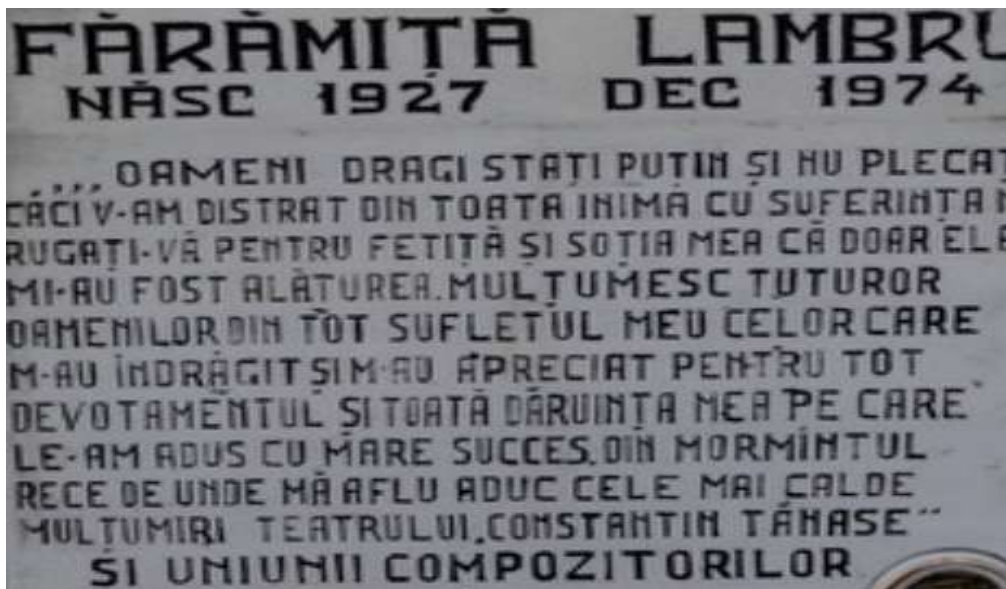 FĂRĂMIȚĂ LAMBRU
NĂSC 1927 DEC 1974
,,,,OAMENI DRAGI STAȚI PUȚIN ȘI NU PLECAȚ
CĂCI V-AM DISTRAT DIN TOATĂ INIMA CU SUFERINȚA
RUGAȚI-VĂ PENTRU FETIȚĂ ȘI SOȚIA MEA CĂ DOAR ELE
MI-AU FOST ALĂTUREA. MULȚUMESC TUTUROR
OAMENILOR DIN TOT SUFLETUL MEU CELOR CARE
M-AU ÎNDRĂGIT ȘI M-AU APRECIAT PENTRU TOT
DEVOTAMENTUL ȘI TOATĂ DĂRUINȚA MEA PE CARE
LE-AM ADUS CU MARE SUCCES. DIN MORMÎNTUL
RECE DE UNDE MĂ AFLU ADUC CELE MAI CALDE
MULȚUMIRI TEATRULUI,CONSTANTIN TĂNASE"
ȘI UNIUNII COMPOZITORILOR